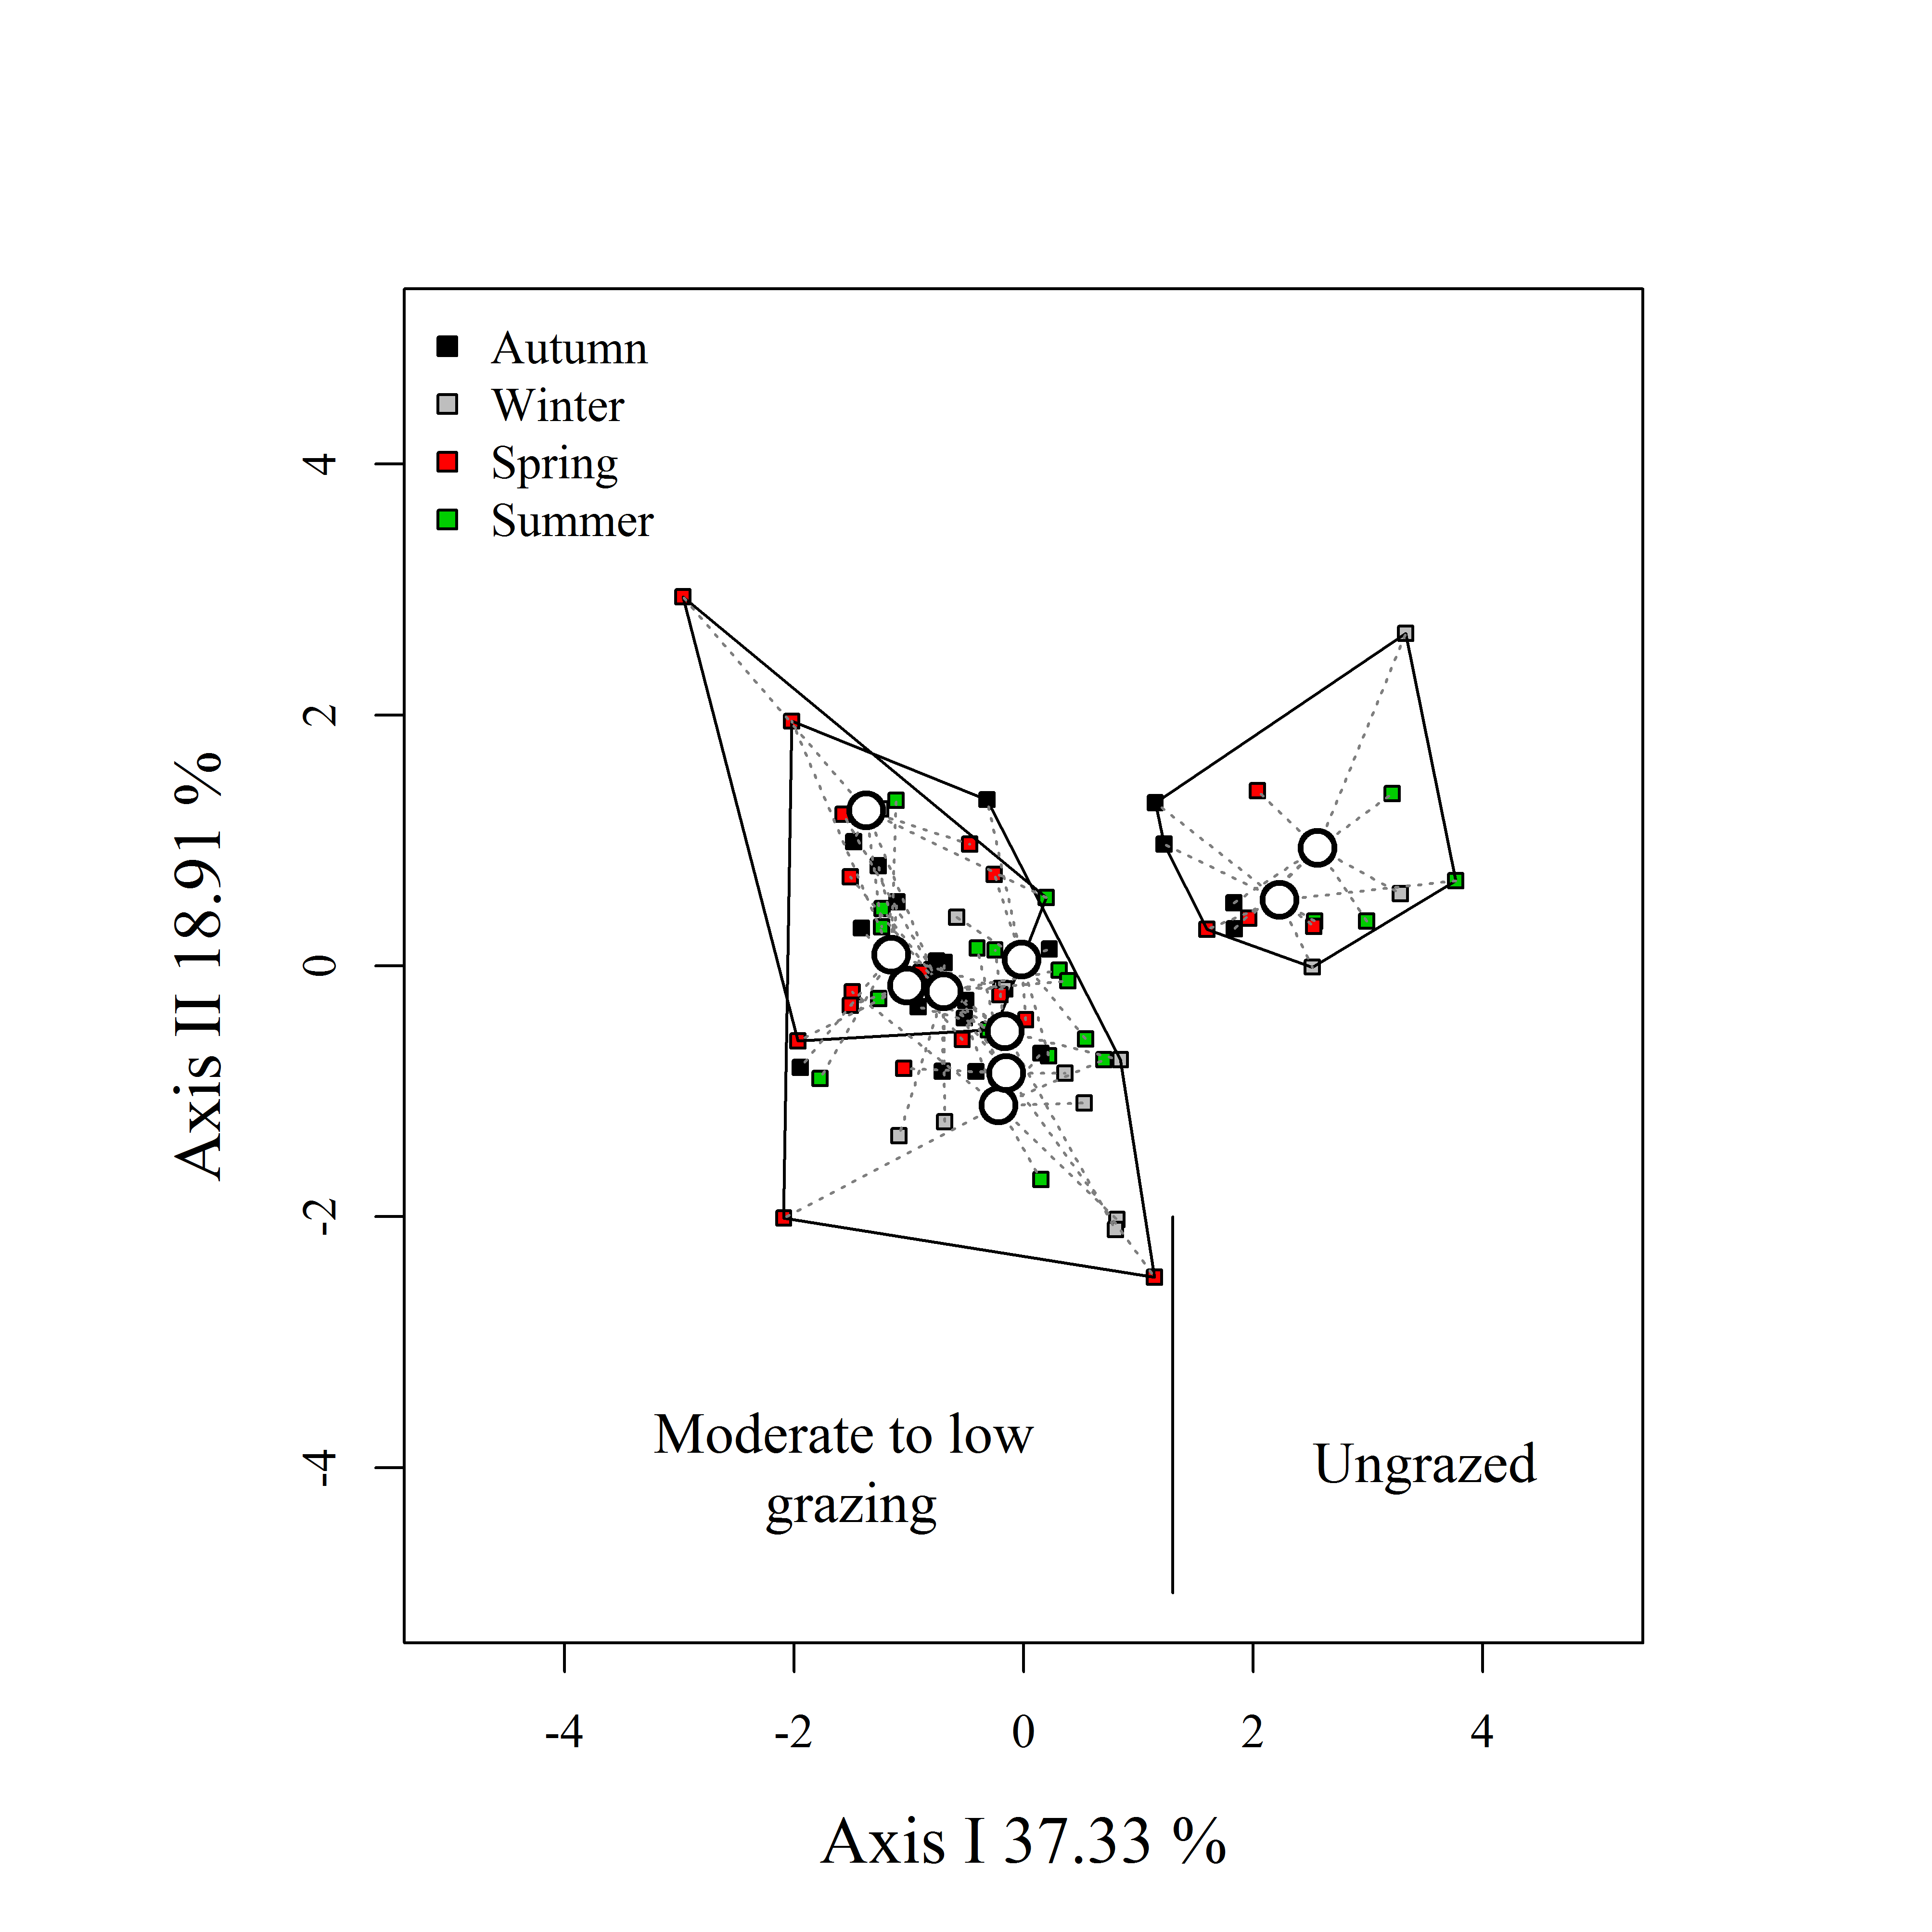 Autumn
Winter
Spring
Summer
4
2
0
-2
-4
Axis II 18.91 %
Moderate to low
grazing
Ungrazed
-4
-2
0
2
4
Axis I 37.33 %